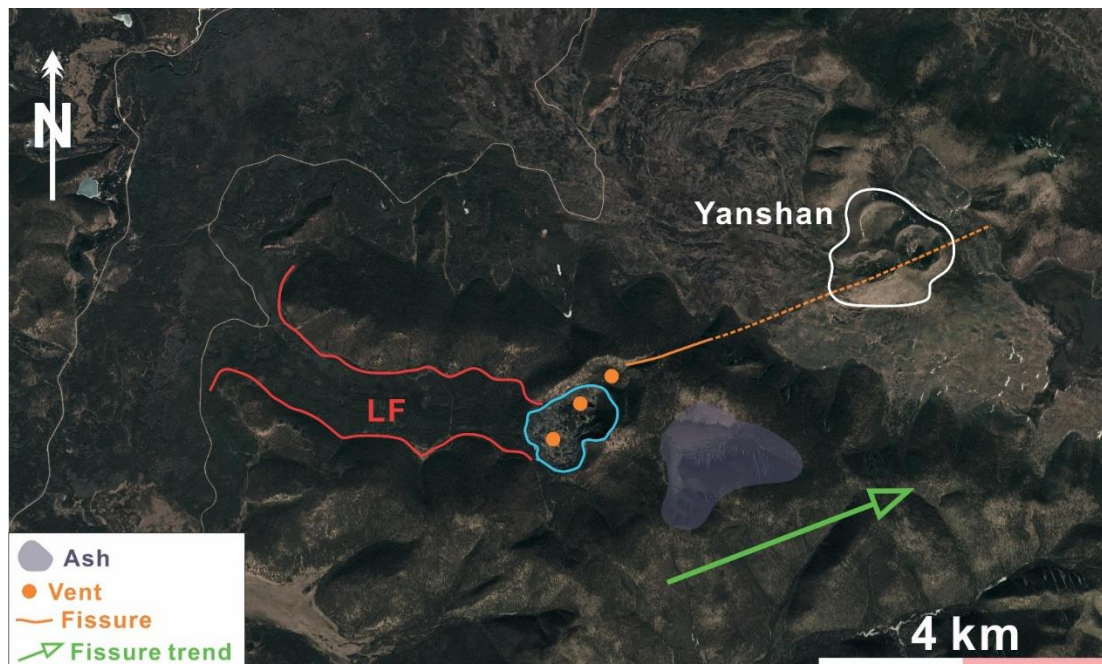 N
Yanshan
LF
Ash
Vent
Fissure
Fissure trend
4 km